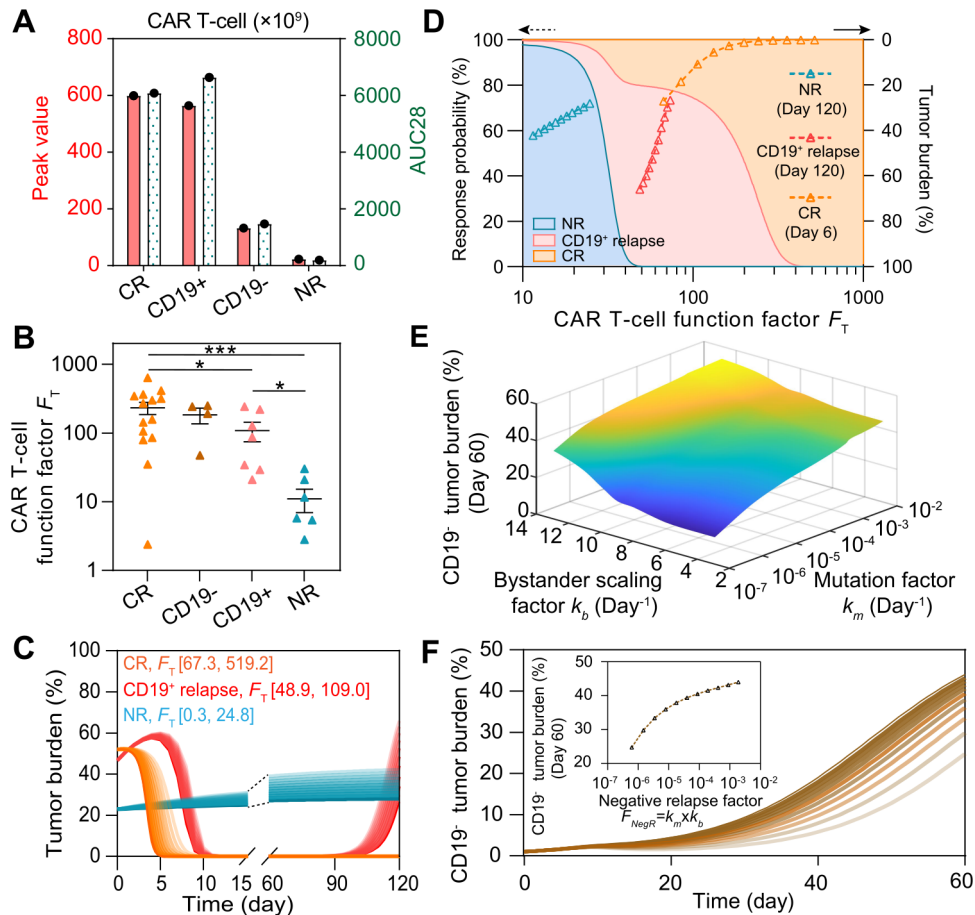 A
CAR T-cell (×10⁹)
800
600
400
200
0
Peak value
8000
6000
4000
2000
0
AUC28
CR
CD19+
CD19-
NR
B
1000
100
10
1
CAR T-cell
function factor F_T
***
*
*
CR
CD19-
CD19+
NR
C
100
80
60
40
20
0
Tumor burden (%)
CR, F_T [67.3, 519.2]
CD19⁺ relapse, F_T [48.9, 109.0]
NR, F_T [0.3, 24.8]
0
5
10
15
60
90
120
Time (day)
D
100
80
60
40
20
0
Response probability (%)
0
20
40
60
80
100
Tumor burden (%)
NR
(Day 120)
CD19⁺ relapse
(Day 120)
CR
(Day 6)
NR
CD19⁺ relapse
CR
10
100
1000
CAR T-cell function factor F_T
E
CD19⁻ tumor burden (%)
(Day 60)
60
40
20
0
14
12
10
8
6
4
2
Bystander scaling
factor k_b (Day⁻¹)
10⁻⁷
10⁻⁶
10⁻⁵
10⁻⁴
10⁻³
10⁻²
Mutation factor
k_m (Day⁻¹)
F
50
40
30
20
10
0
CD19⁻ tumor burden (%)
CD19⁻ tumor burden (%)
(Day 60)
50
40
30
20
10⁻⁷
10⁻⁶
10⁻⁵
10⁻⁴
10⁻³
10⁻²
Negative relapse factor
F_NegR=k_m x k_b
0
20
40
60
Time (day)